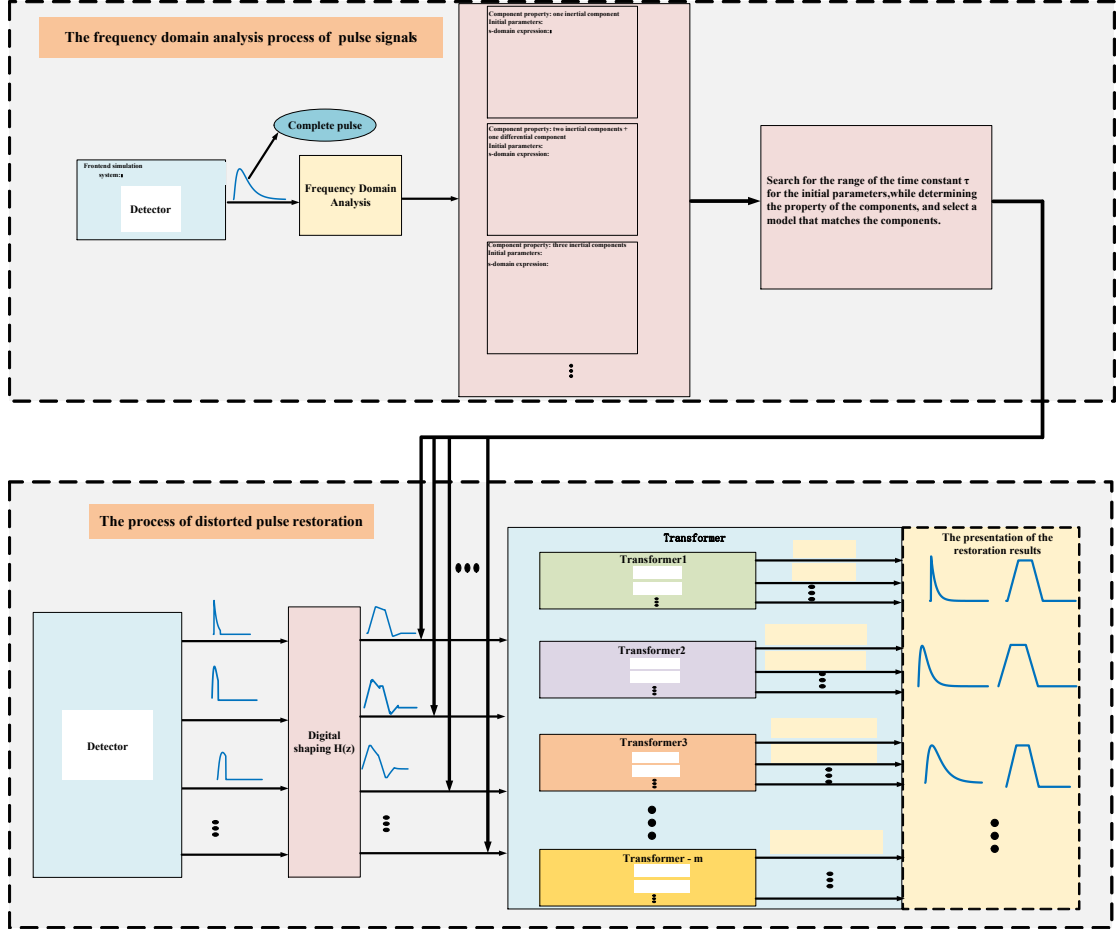 The frequency domain analysis process of pulse signals
Complete pulse
Frontend simulation
system:
Detector
Frequency Domain
Analysis
Component property: one inertial component
Initial parameters:
s-domain expression:
Component property: two inertial components +
one differential component
Initial parameters:
s-domain expression:
Component property: three inertial components
Initial parameters:
s-domain expression:
Search for the range of the time constant τ
for the initial parameters,while determining
the property of the components, and select a
model that matches the components.
The process of distorted pulse restoration
Detector
Digital
shaping H(z)
Transformer
Transformer1
Transformer2
Transformer3
Transformer - m
The presentation of the
restoration results